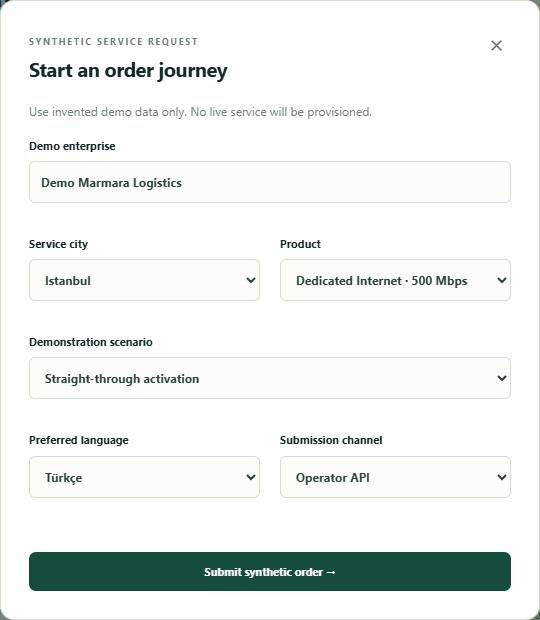 SYNTHETIC SERVICE REQUEST
Start an order journey
Use invented demo data only. No live service will be provisioned.
Demo enterprise
Demo Marmara Logistics
Service city
Product
Istanbul
Dedicated Internet · 500 Mbps
Demonstration scenario
Straight-through activation
Preferred language
Submission channel
Türkçe
Operator API
Submit synthetic order →